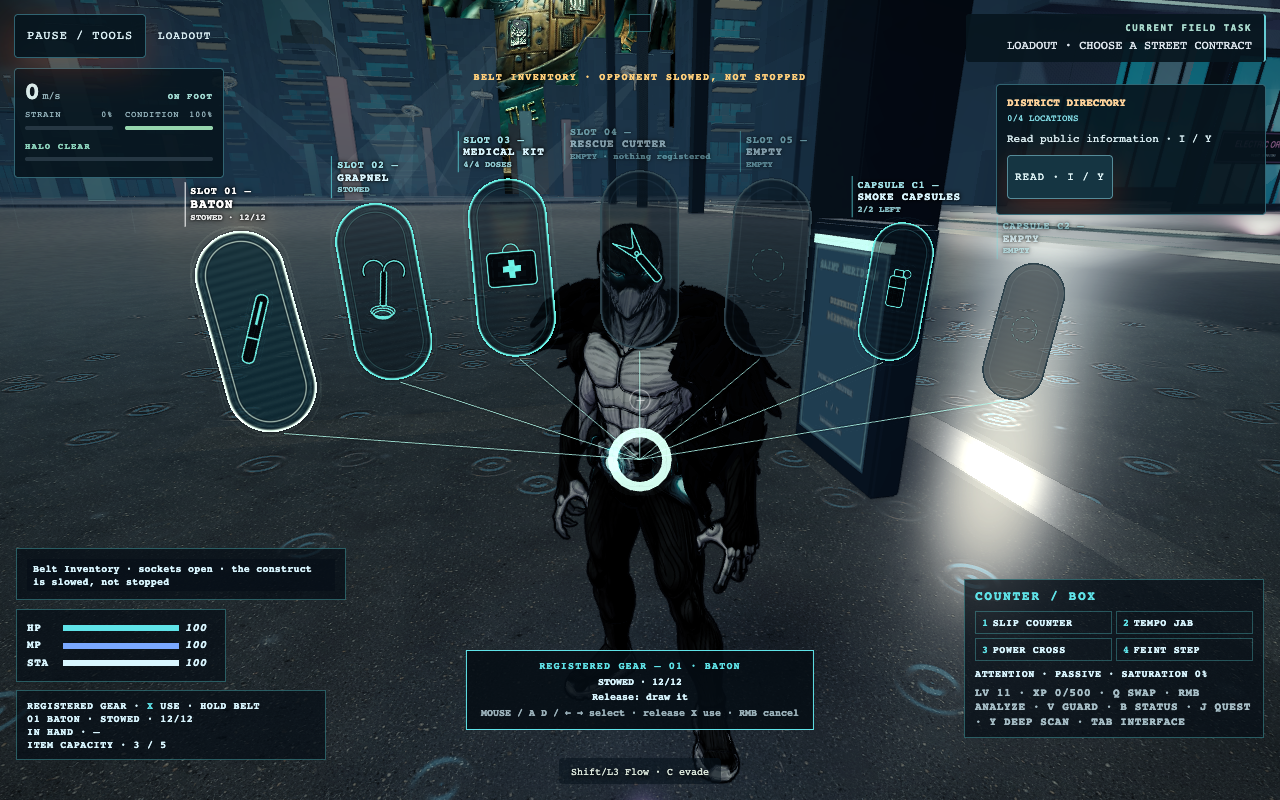 PAUSE / TOOLS
LOADOUT
0 m/s
ON FOOT
STRAIN 0% CONDITION 100%
HALO CLEAR
CURRENT FIELD TASK
LOADOUT · CHOOSE A STREET CONTRACT
DISTRICT DIRECTORY
0/4 LOCATIONS
Read public information · I / Y
READ · I / Y
BELT INVENTORY · OPPONENT SLOWED, NOT STOPPED
SLOT 01 —
BATON
STOWED · 12/12
SLOT 02 —
GRAPNEL
STOWED
SLOT 03 —
MEDICAL KIT
4/4 DOSES
SLOT 04 —
RESCUE CUTTER
EMPTY · nothing registered
SLOT 05 —
EMPTY
EMPTY
CAPSULE C1 —
SMOKE CAPSULES
2/2 LEFT
CAPSULE C2 —
EMPTY
EMPTY
Belt Inventory · sockets open · the construct
is slowed, not stopped
HP 100
MP 100
STA 100
REGISTERED GEAR · X USE · HOLD BELT
01 BATON · STOWED · 12/12
IN HAND · —
ITEM CAPACITY · 3 / 5
REGISTERED GEAR — 01 · BATON
STOWED · 12/12
Release: draw it
MOUSE / A D / ← → select · release X use · RMB cancel
Shift/L3 Flow · C evade
COUNTER / BOX
1 SLIP COUNTER
2 TEMPO JAB
3 POWER CROSS
4 FEINT STEP
ATTENTION · PASSIVE · SATURATION 0%
LV 11 · XP 0/500 · Q SWAP · RMB
ANALYZE · V GUARD · B STATUS · J QUEST
· Y DEEP SCAN · TAB INTERFACE